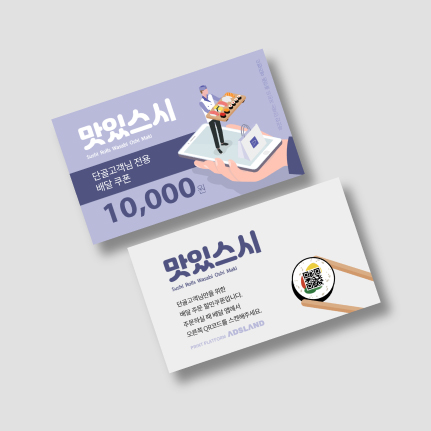 맛있스시
Sushi Rolls Wasabi Oshi Maki
단골고객님 전용
배달 쿠폰
10,000원
맛있스시
Sushi Rolls Wasabi Oshi Maki
단골고객님만을 위한
배달 주문 할인쿠폰입니다.
주문하실 때 배달 앱에서
오른쪽 QR코드를 스캔해주세요.
PRINT PLATFORM ADSLAND